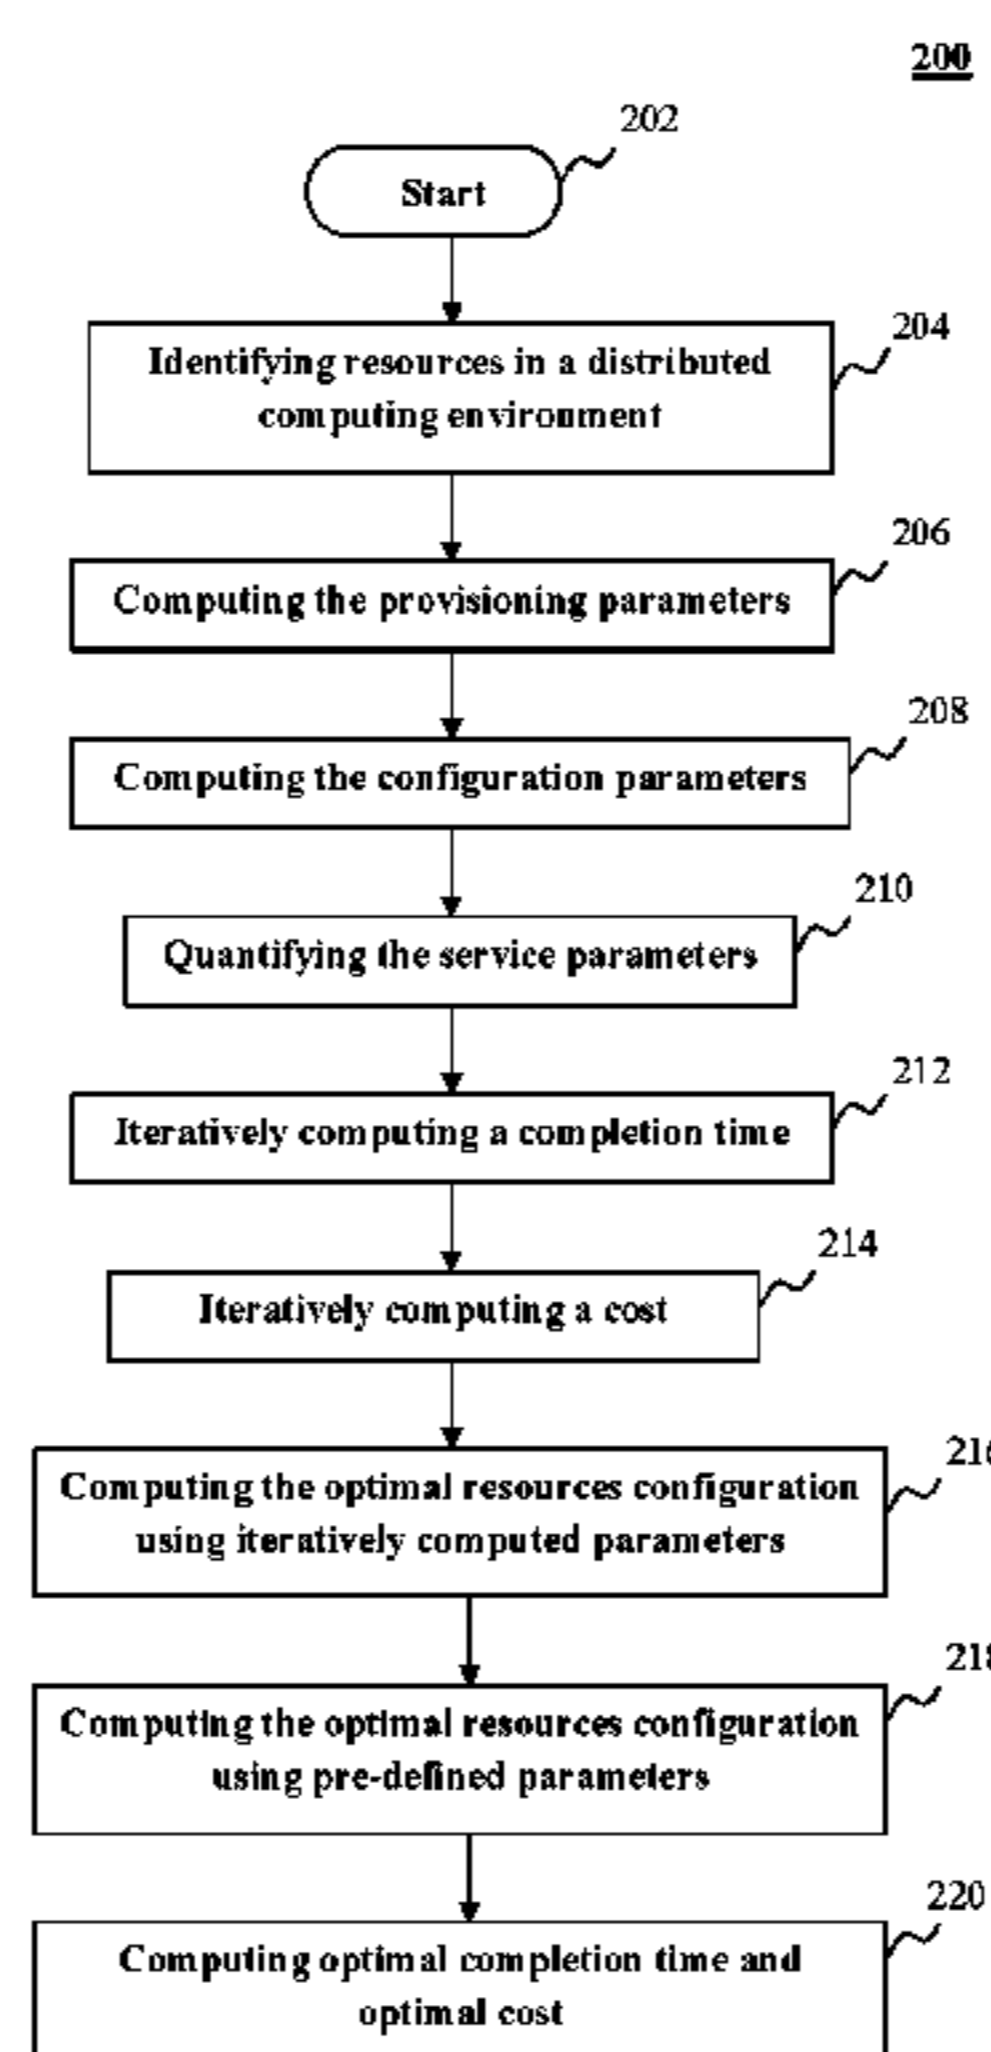 200
202
Start
204
Identifying resources in a distributed
computing environment
206
Computing the provisioning parameters
208
Computing the configuration parameters
210
Quantifying the service parameters
212
Iteratively computing a completion time
214
Iteratively computing a cost
216
Computing the optimal resources configuration
using iteratively computed parameters
218
Computing the optimal resources configuration
using pre-defined parameters
220
Computing optimal completion time and
optimal cost